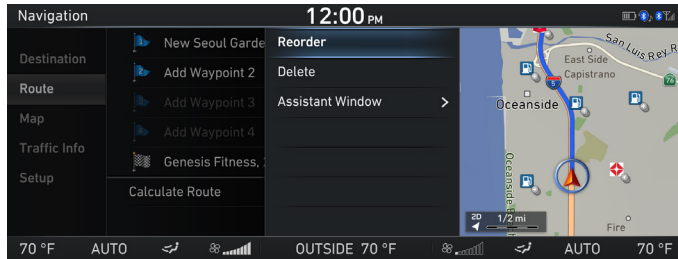 Navigation
12:00 PM
Destination
Route
Map
Traffic Info
Setup
1
New Seoul Garde
2
Add Waypoint 2
Add Waypoint 3
Add Waypoint 4
Genesis Fitness,
Calculate Route
Reorder
Delete
Assistant Window
San Luis Rey R
East Side
Capistrano
5
76
Oceanside
Oceanside B
2D
1/2 mi
Fire
70 °F
AUTO
OUTSIDE 70 °F
AUTO
70 °F